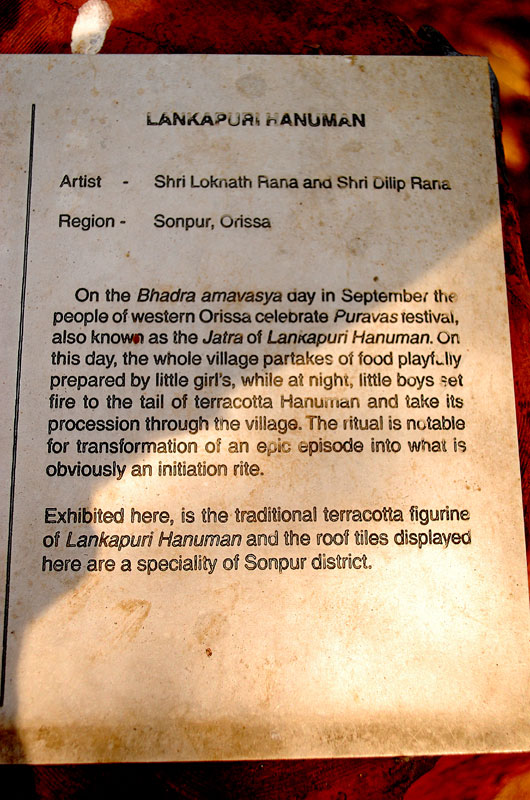 LANKAPURI HANUMAN
Artist - Shri Loknath Rana and Shri Dilip Rana
Region - Sonpur, Orissa
On the Bhadra amavasya day in September the
people of western Orissa celebrate Puravas festival,
also known as the Jatra of Lankapuri Hanuman. On
this day, the whole village partakes of food playfully
prepared by little girl's, while at night, little boys set
fire to the tail of terracotta Hanuman and take its
procession through the village. The ritual is notable
for transformation of an epic episode into what is
obviously an initiation rite.
Exhibited here, is the traditional terracotta figurine
of Lankapuri Hanuman and the roof tiles displayed
here are a speciality of Sonpur district.